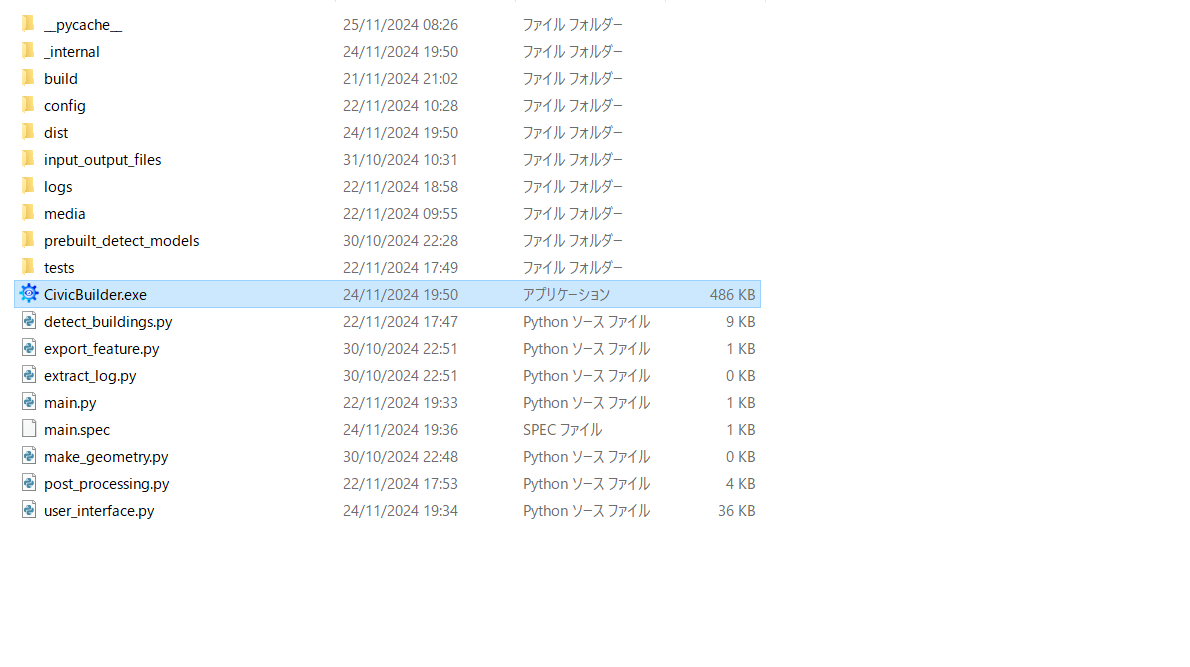 __pycache__ 25/11/2024 08:26 ファイル フォルダー
_internal 24/11/2024 19:50 ファイル フォルダー
build 21/11/2024 21:02 ファイル フォルダー
config 22/11/2024 10:28 ファイル フォルダー
dist 24/11/2024 19:50 ファイル フォルダー
input_output_files 31/10/2024 10:31 ファイル フォルダー
logs 22/11/2024 18:58 ファイル フォルダー
media 22/11/2024 09:55 ファイル フォルダー
prebuilt_detect_models 30/10/2024 22:28 ファイル フォルダー
tests 22/11/2024 17:49 ファイル フォルダー
CivicBuilder.exe 24/11/2024 19:50 アプリケーション 486 KB
detect_buildings.py 22/11/2024 17:47 Python ソース ファイル 9 KB
export_feature.py 30/10/2024 22:51 Python ソース ファイル 1 KB
extract_log.py 30/10/2024 22:51 Python ソース ファイル 0 KB
main.py 22/11/2024 19:33 Python ソース ファイル 1 KB
main.spec 24/11/2024 19:36 SPEC ファイル 1 KB
make_geometry.py 30/10/2024 22:48 Python ソース ファイル 0 KB
post_processing.py 22/11/2024 17:53 Python ソース ファイル 4 KB
user_interface.py 24/11/2024 19:34 Python ソース ファイル 36 KB